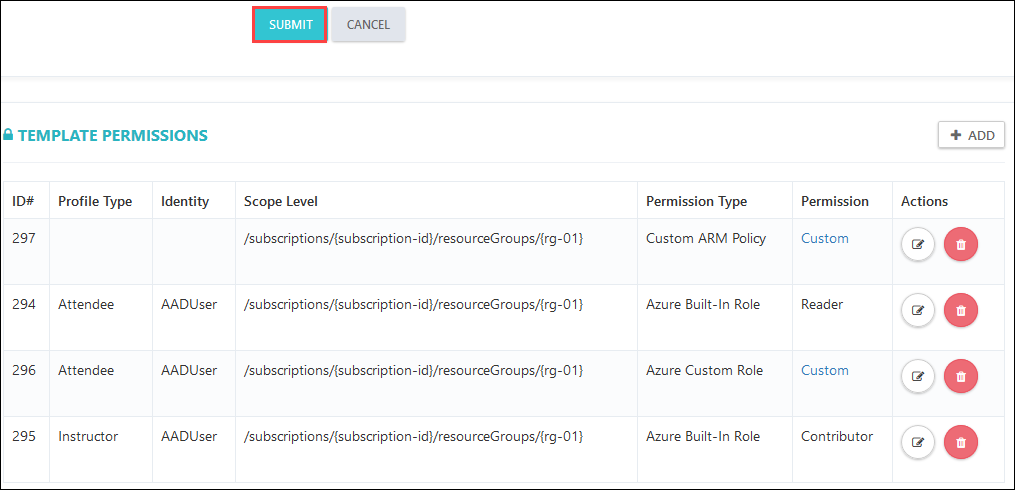 SUBMIT CANCEL
TEMPLATE PERMISSIONS
ADD
ID# Profile Type Identity Scope Level Permission Type Permission Actions
297 /subscriptions/{subscription-id}/resourceGroups/{rg-01} Custom ARM Policy Custom
294 Attendee AADUser /subscriptions/{subscription-id}/resourceGroups/{rg-01} Azure Built-In Role Reader
296 Attendee AADUser /subscriptions/{subscription-id}/resourceGroups/{rg-01} Azure Custom Role Custom
295 Instructor AADUser /subscriptions/{subscription-id}/resourceGroups/{rg-01} Azure Built-In Role Contributor